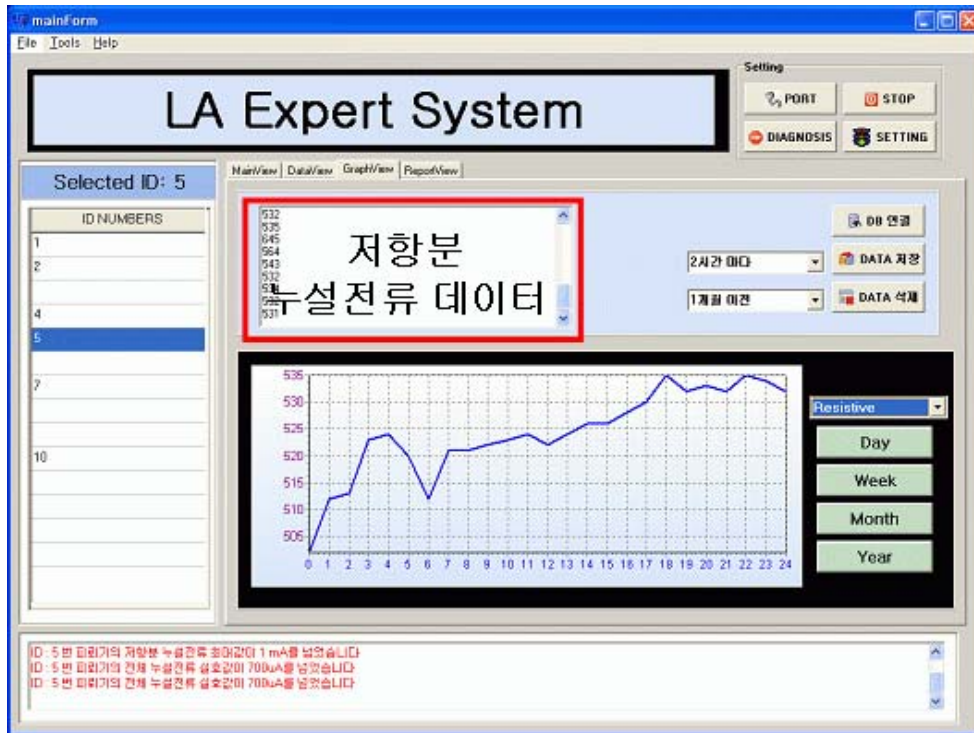 mainForm
File Tools Help
LA Expert System
Setting
PORT
STOP
DIAGNOSIS
SETTING
Selected ID: 5
MainView DataView GraphView ReportView
ID NUMBERS
1
2
4
5
7
10
532
535
645
564
543
532
531
저항분
누설전류 데이터
2시간 마다
1개월 이전
DB 연결
DATA 저장
DATA 삭제
535
530
525
520
515
510
505
0 1 2 3 4 5 6 7 8 9 10 11 12 13 14 15 16 17 18 19 20 21 22 23 24
Resistive
Day
Week
Month
Year
ID : 5 번 피뢰기의 저항분 누설전류 최대값이 1 mA를 넘었습니다
ID : 5 번 피뢰기의 전체 누설전류 실효값이 700uA를 넘었습니다
ID : 5 번 피뢰기의 전체 누설전류 실효값이 700uA를 넘었습니다